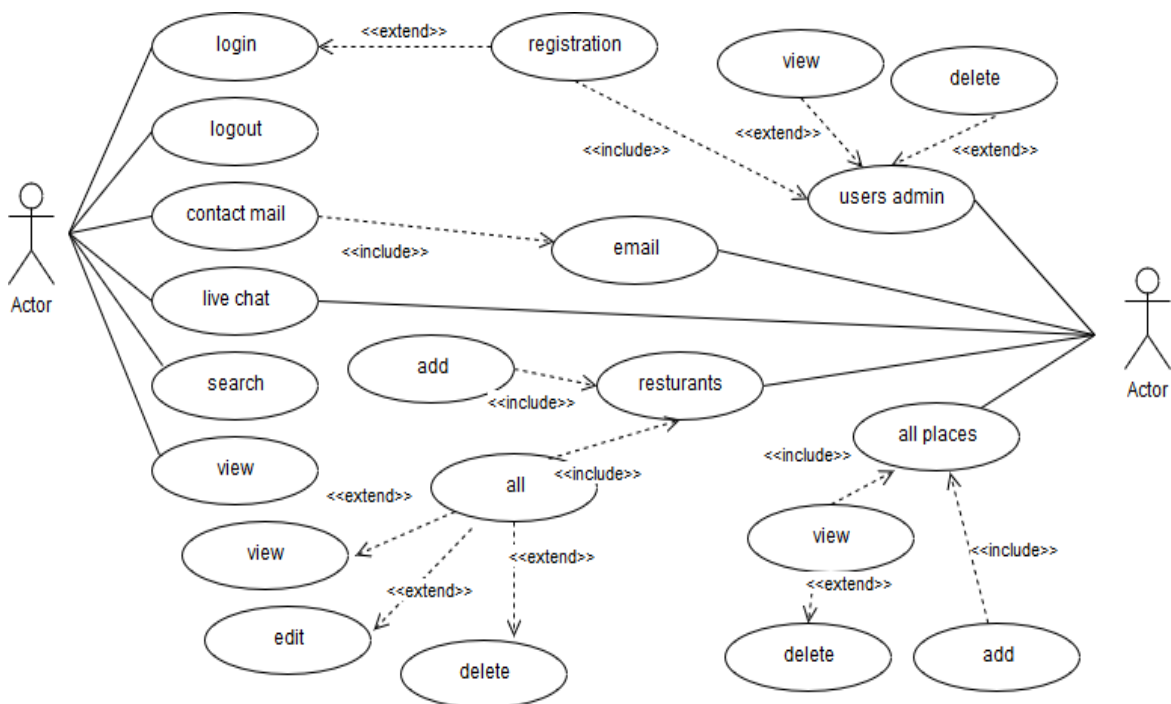 login
<<extend>>
registration
view
delete
logout
<<extend>>
<<include>>
<<extend>>
contact mail
users admin
<<include>>
email
Actor
live chat
Actor
add
resturants
search
<<include>>
all places
view
<<include>>
<<include>>
all
<<extend>>
view
view
<<extend>>
<<include>>
<<extend>>
<<extend>>
edit
delete
delete
add